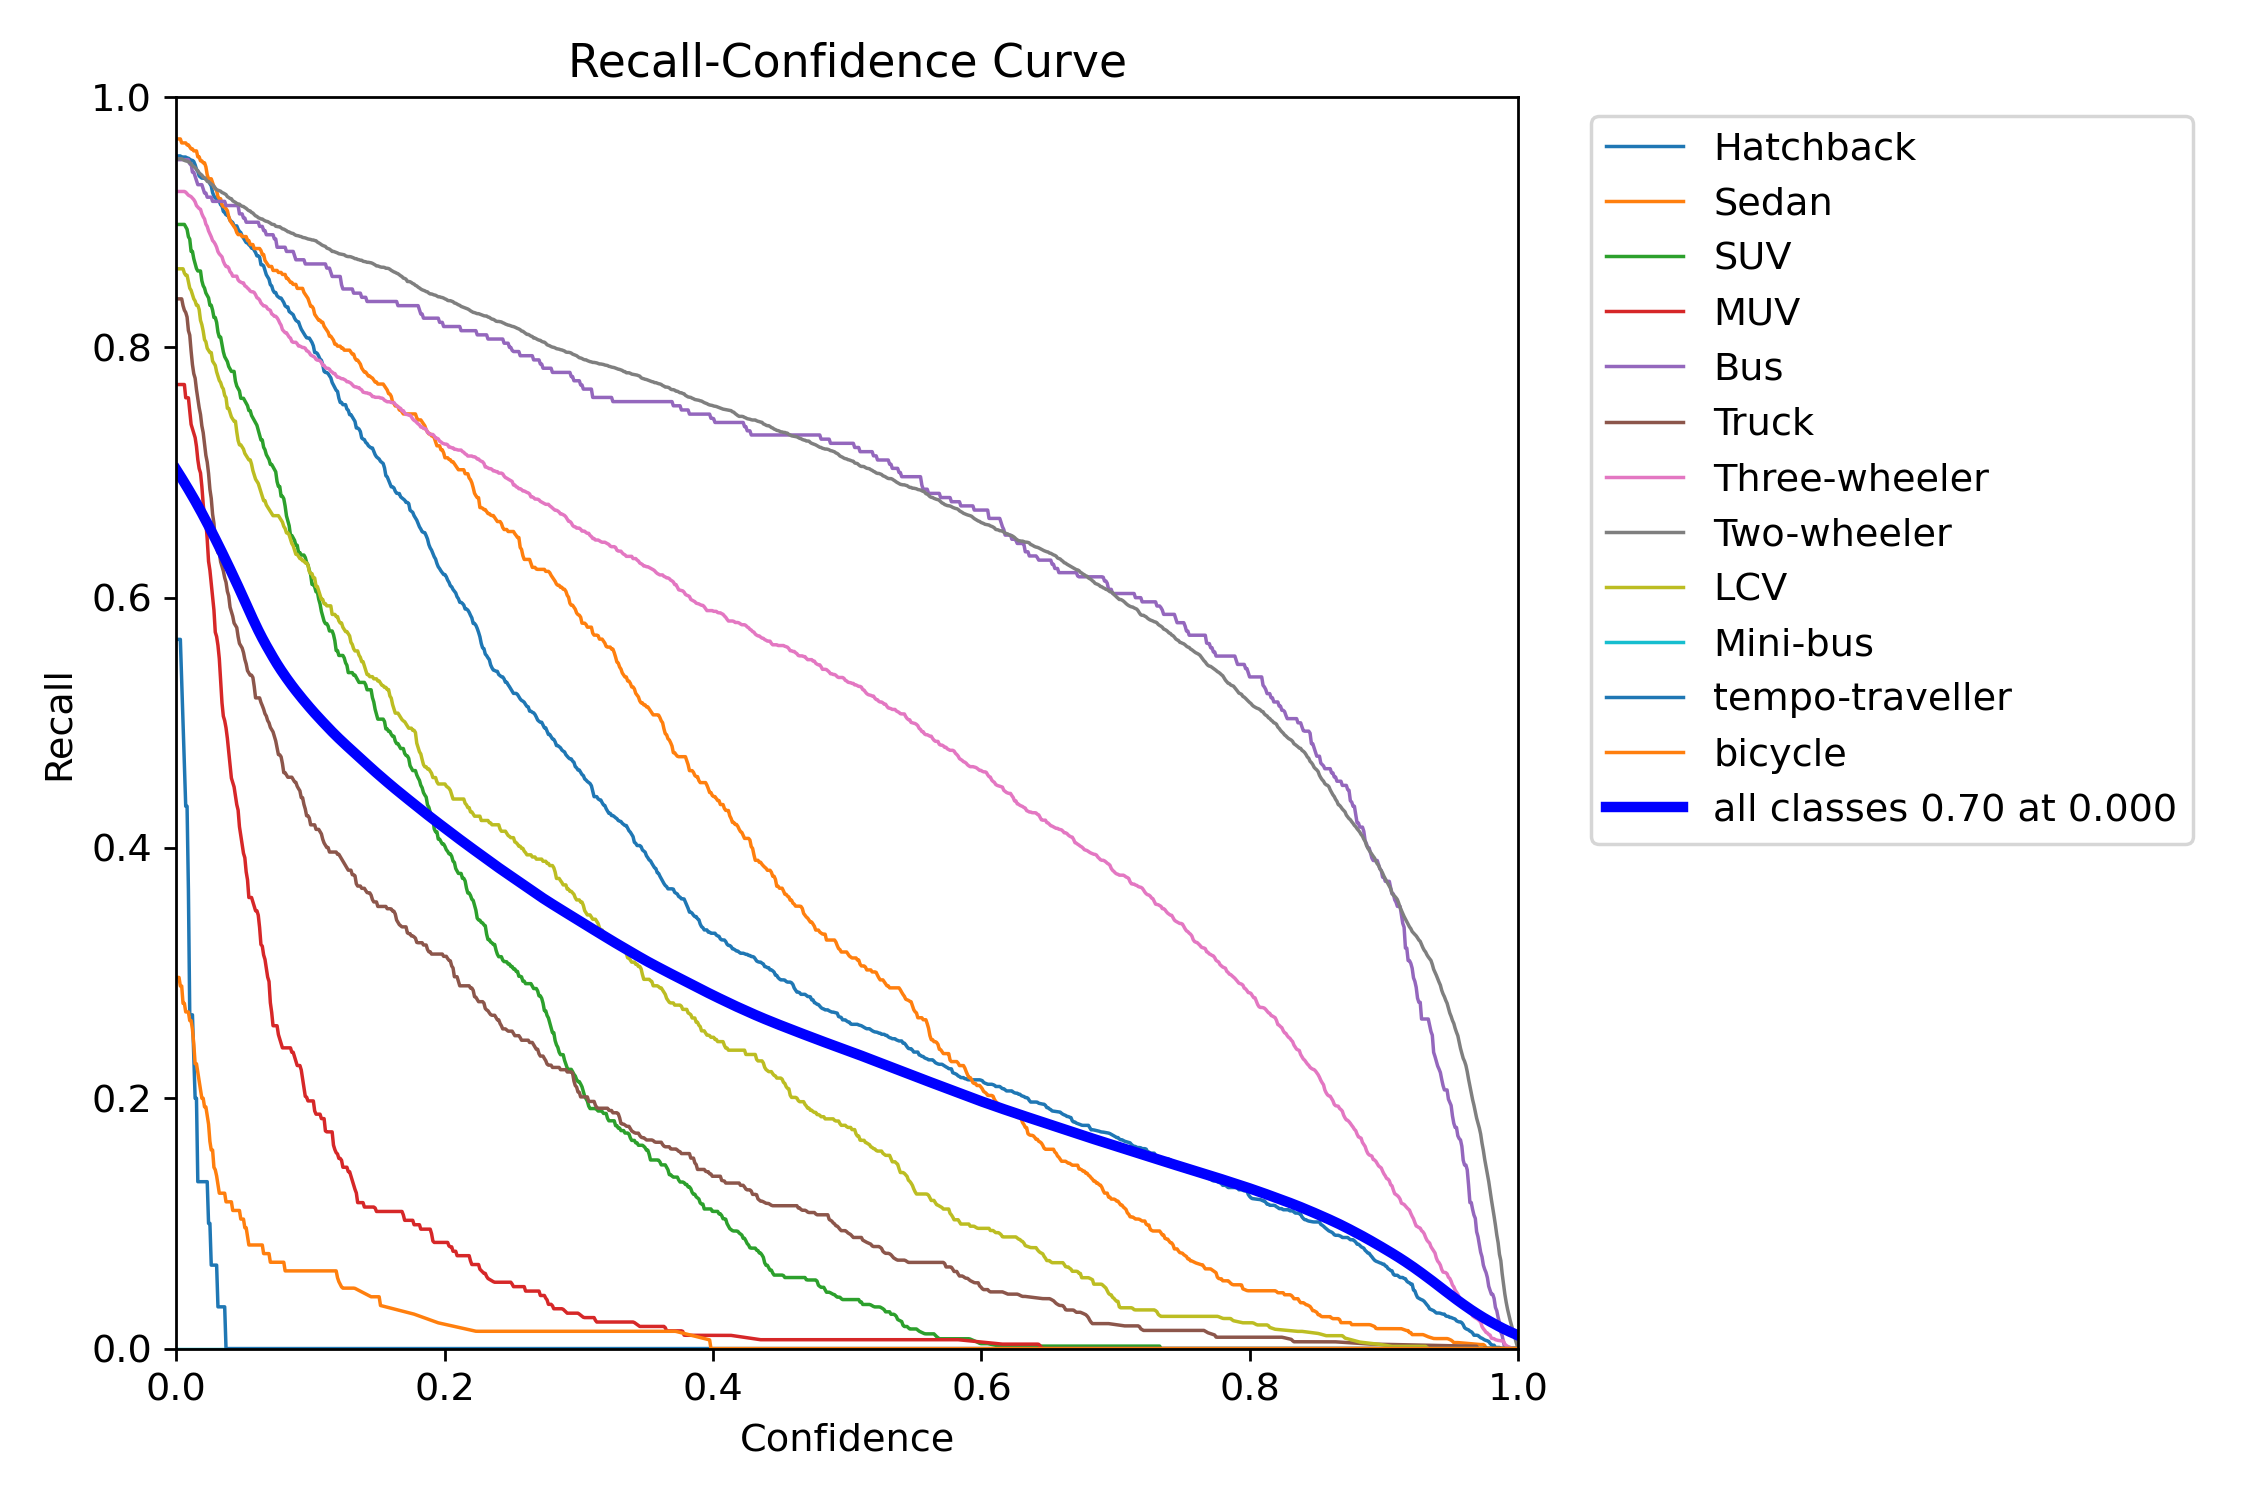 Recall-Confidence Curve
1.0
0.8
0.6
0.4
0.2
0.0
Recall
0.0 0.2 0.4 0.6 0.8 1.0
Confidence
Hatchback
Sedan
SUV
MUV
Bus
Truck
Three-wheeler
Two-wheeler
LCV
Mini-bus
tempo-traveller
bicycle
all classes 0.70 at 0.000